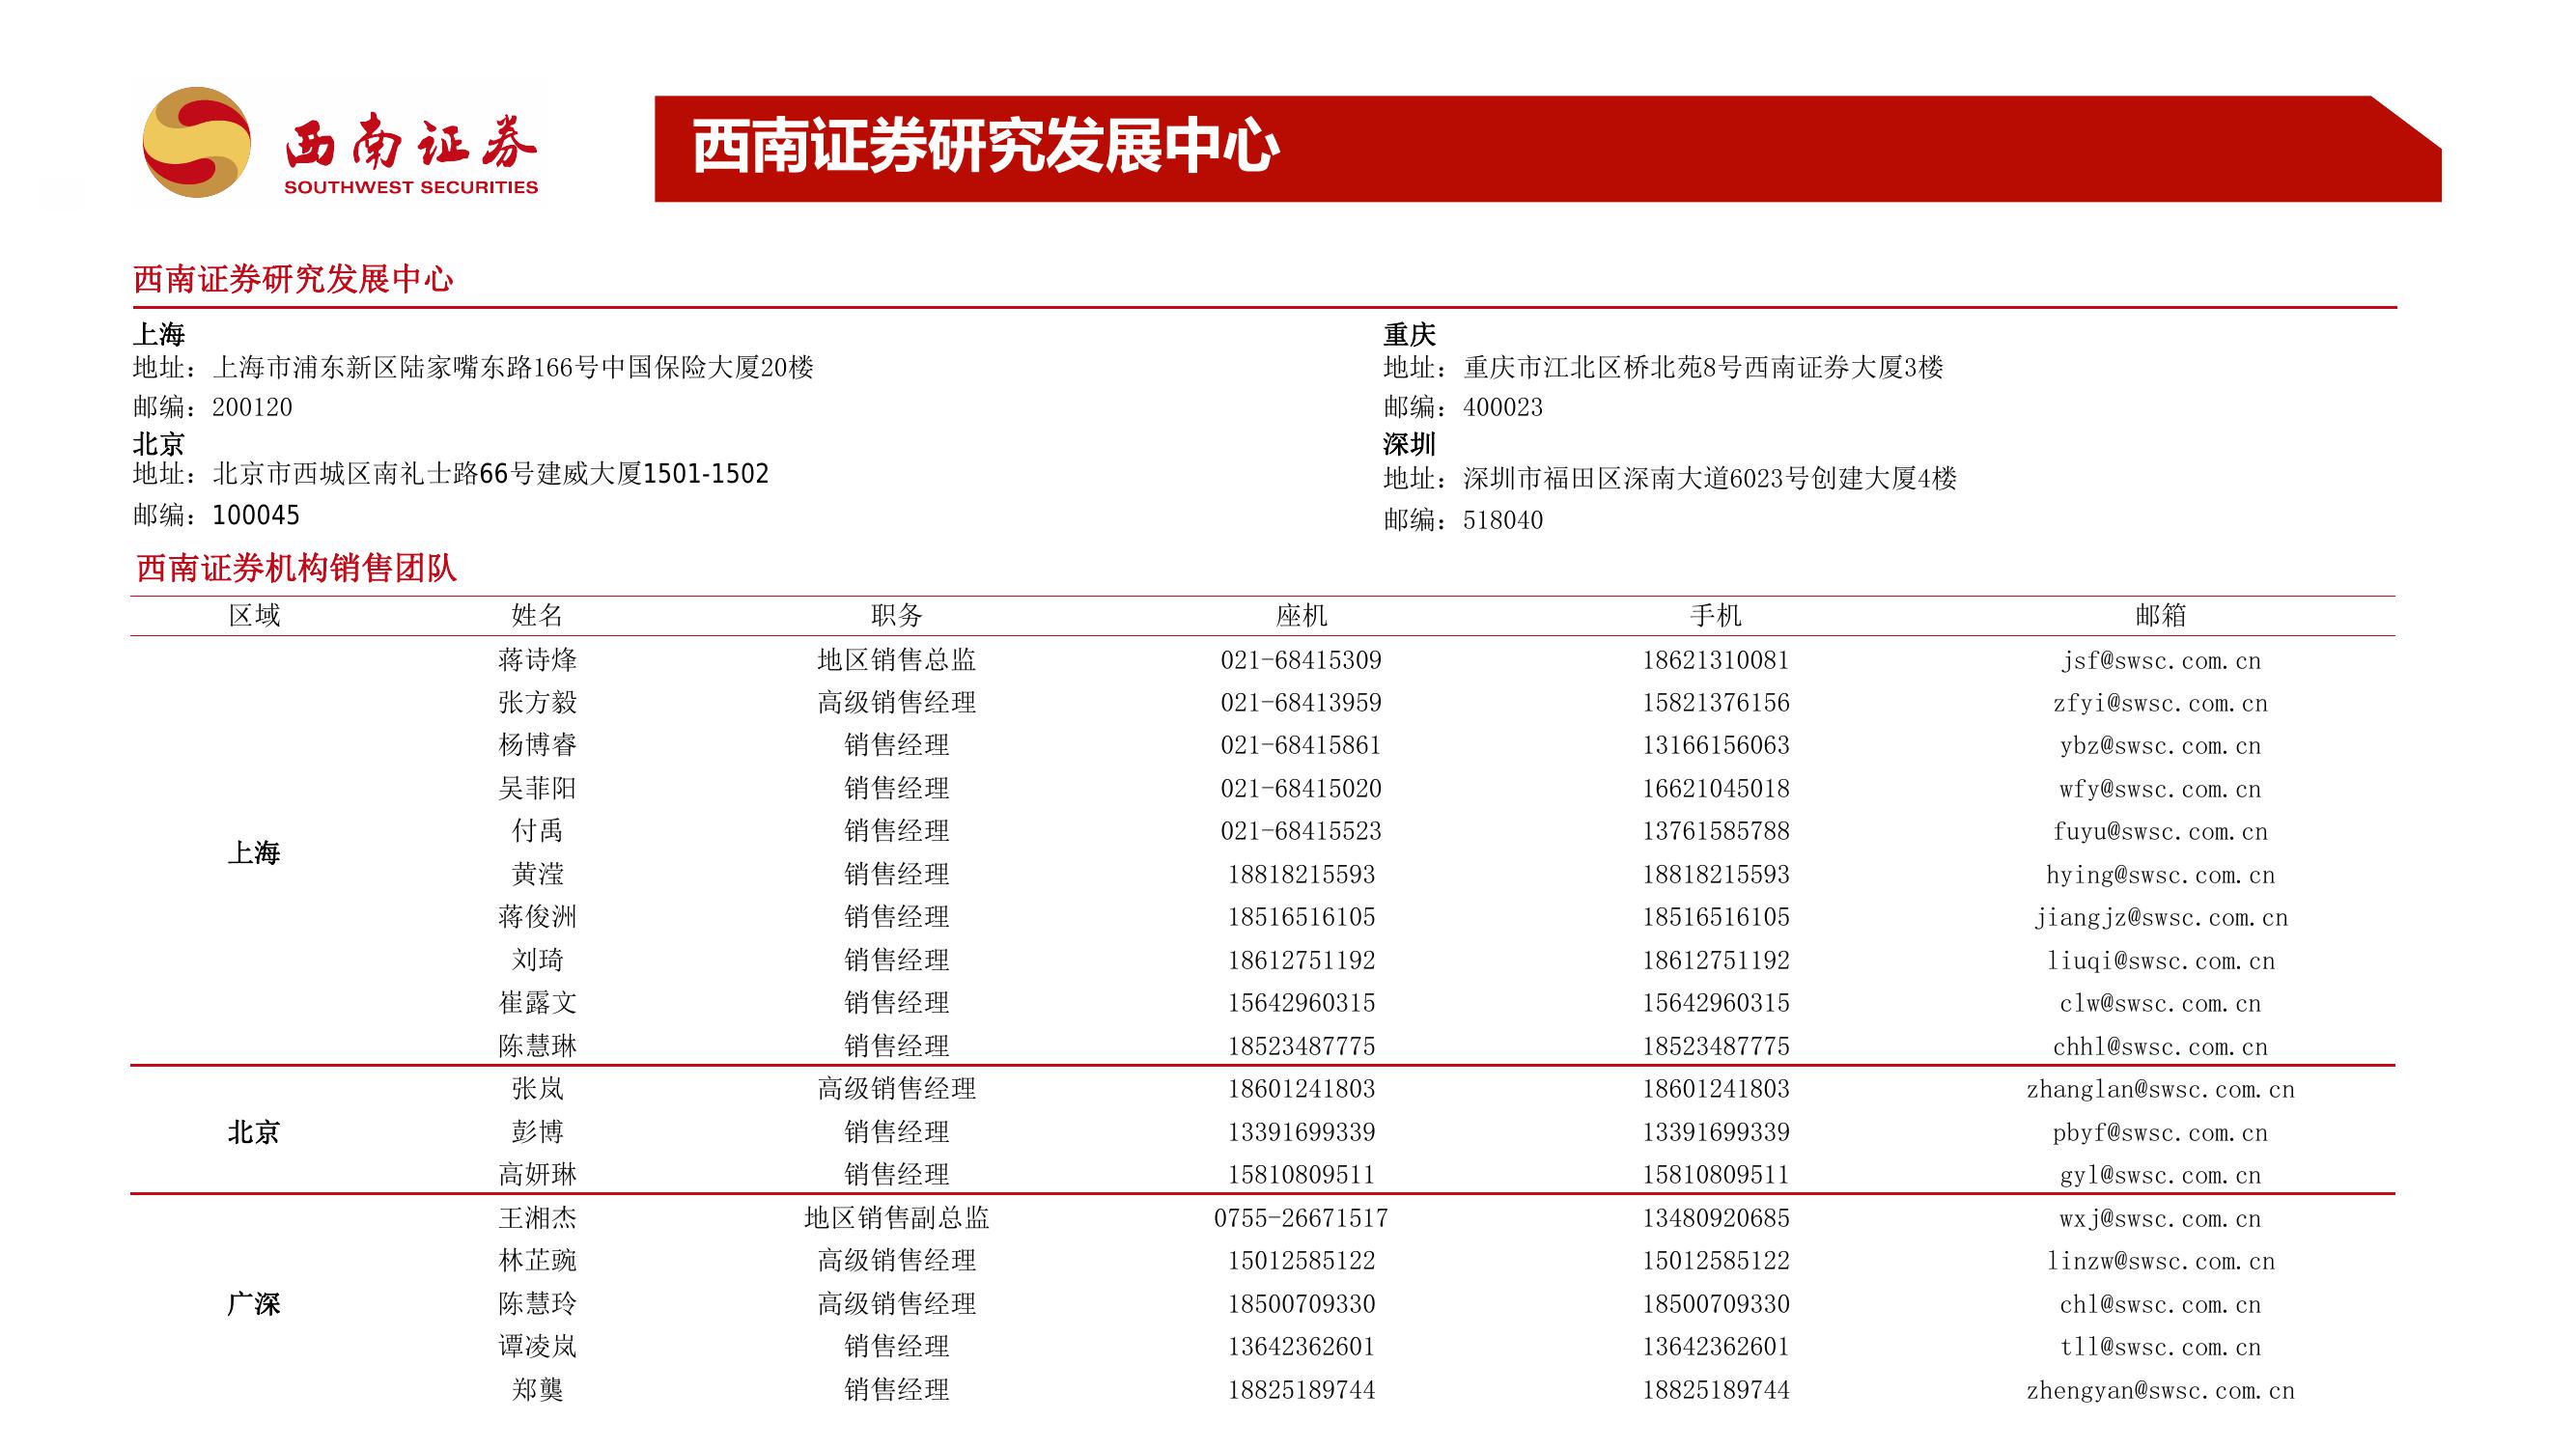 西南证券
SOUTHWEST SECURITIES
西南证券研究发展中心
西南证券研究发展中心
上海
地址：上海市浦东新区陆家嘴东路166号中国保险大厦20楼
邮编：200120
北京
地址：北京市西城区南礼士路66号建威大厦1501-1502
邮编：100045
重庆
地址：重庆市江北区桥北苑8号西南证券大厦3楼
邮编：400023
深圳
地址：深圳市福田区深南大道6023号创建大厦4楼
邮编：518040
西南证券机构销售团队
区域 姓名 职务 座机 手机 邮箱
上海
蒋诗烽 地区销售总监 021-68415309 18621310081 jsf@swsc.com.cn
张方毅 高级销售经理 021-68413959 15821376156 zfyi@swsc.com.cn
杨博睿 销售经理 021-68415861 13166156063 ybz@swsc.com.cn
吴菲阳 销售经理 021-68415020 16621045018 wfy@swsc.com.cn
付禹 销售经理 021-68415523 13761585788 fuyu@swsc.com.cn
黄滢 销售经理 18818215593 18818215593 hying@swsc.com.cn
蒋俊洲 销售经理 18516516105 18516516105 jiangjz@swsc.com.cn
刘琦 销售经理 18612751192 18612751192 liuqi@swsc.com.cn
崔露文 销售经理 15642960315 15642960315 clw@swsc.com.cn
陈慧琳 销售经理 18523487775 18523487775 chhl@swsc.com.cn
北京
张岚 高级销售经理 18601241803 18601241803 zhanglan@swsc.com.cn
彭博 销售经理 13391699339 13391699339 pbyf@swsc.com.cn
高妍琳 销售经理 15810809511 15810809511 gyl@swsc.com.cn
广深
王湘杰 地区销售副总监 0755-26671517 13480920685 wxj@swsc.com.cn
林芷豌 高级销售经理 15012585122 15012585122 linzw@swsc.com.cn
陈慧玲 高级销售经理 18500709330 18500709330 chl@swsc.com.cn
谭凌岚 销售经理 13642362601 13642362601 tll@swsc.com.cn
郑龑 销售经理 18825189744 18825189744 zhengyan@swsc.com.cn